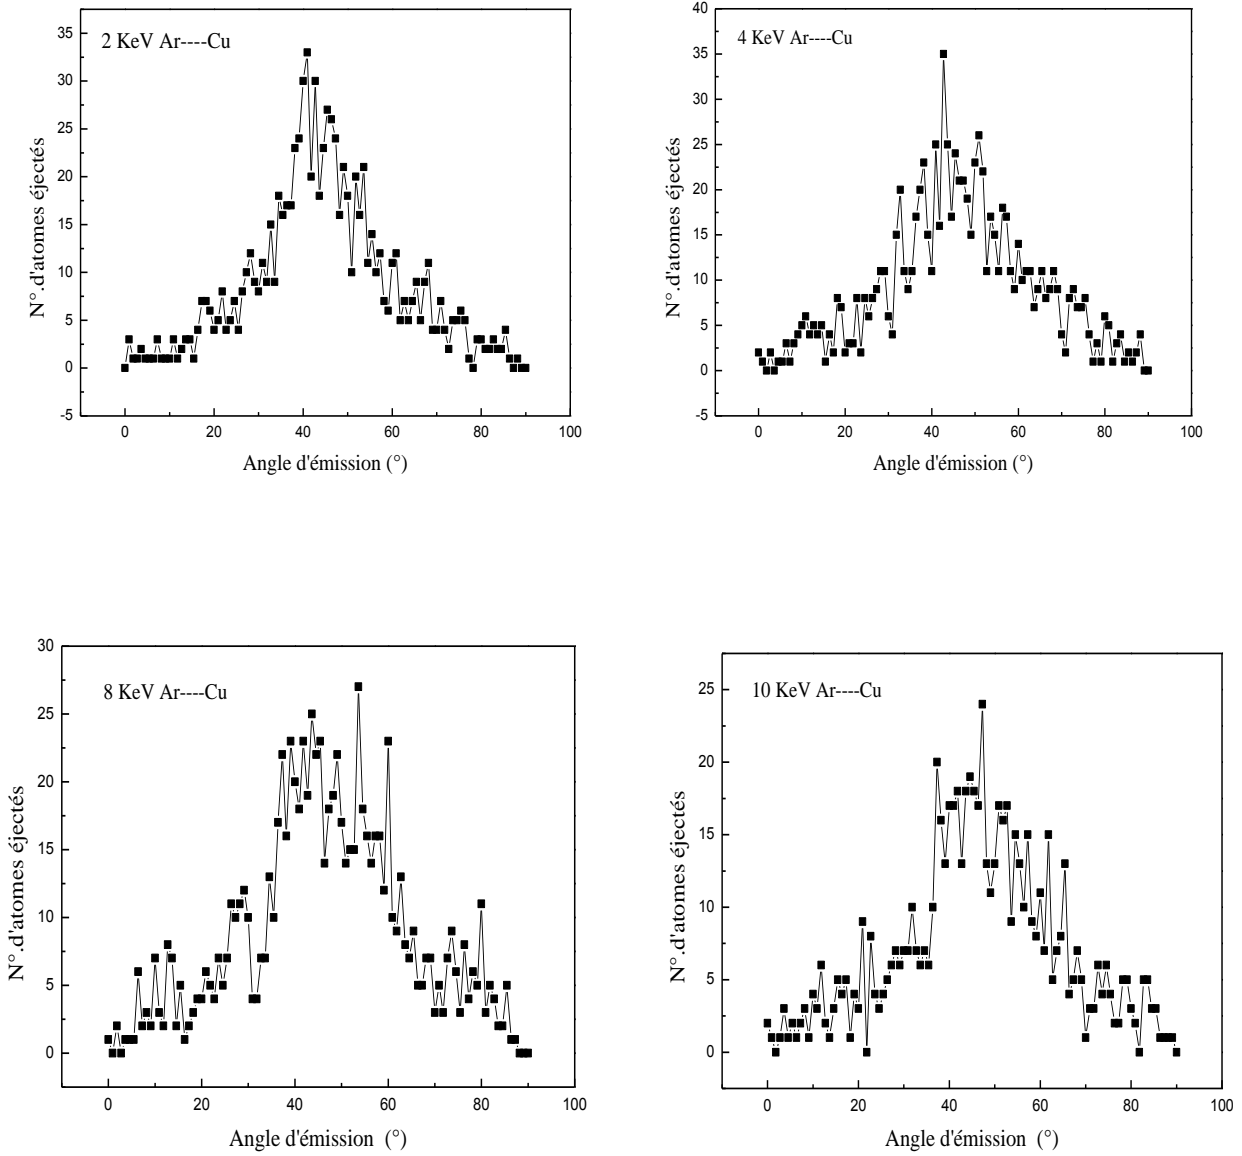 2 KeV Ar----Cu
N°.d'atomes éjectés
35
30
25
20
15
10
5
0
-5
0 20 40 60 80 100
Angle d'émission (°)
4 KeV Ar----Cu
N°.d'atomes éjectés
40
35
30
25
20
15
10
5
0
-5
0 20 40 60 80 100
Angle d'émission (°)
8 KeV Ar----Cu
N°.d'atomes éjectés
30
25
20
15
10
5
0
0 20 40 60 80 100
Angle d'émission (°)
10 KeV Ar----Cu
N°.d'atomes éjectés
25
20
15
10
5
0
0 20 40 60 80 100
Angle d'émission (°)